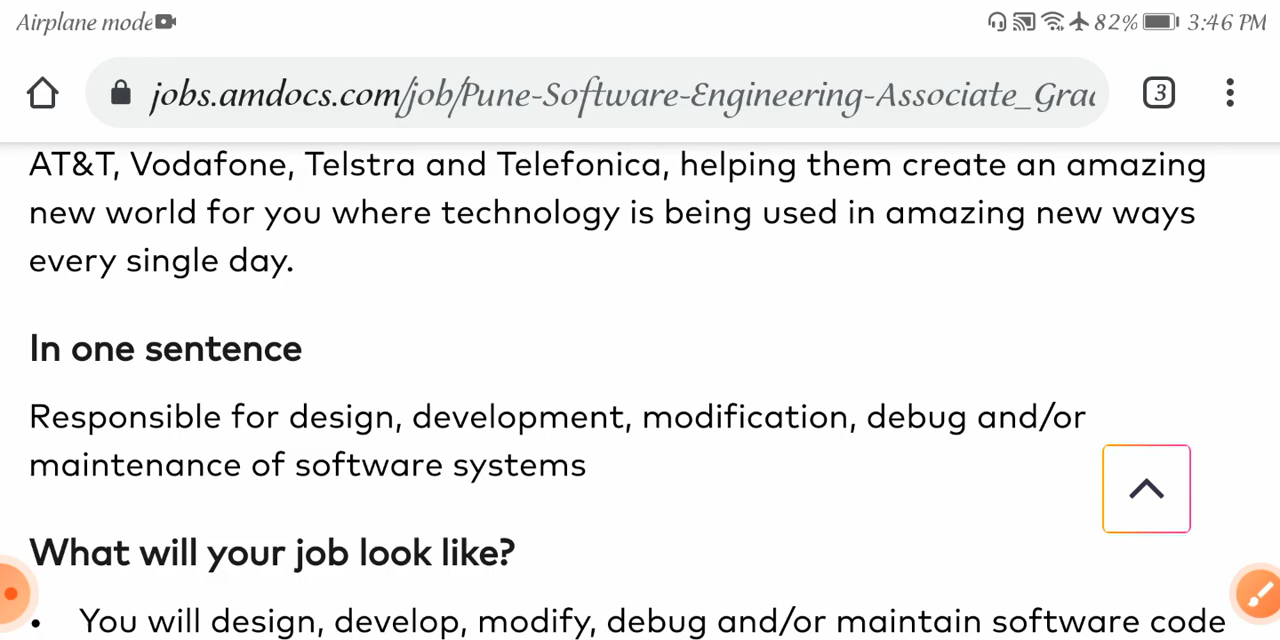 Airplane mode 82% 3:46 PM
jobs.amdocs.com/job/Pune-Software-Engineering-Associate_Grad
3
AT&T, Vodafone, Telstra and Telefonica, helping them create an amazing
new world for you where technology is being used in amazing new ways
every single day.
In one sentence
Responsible for design, development, modification, debug and/or
maintenance of software systems
What will your job look like?
• You will design, develop, modify, debug and/or maintain software code